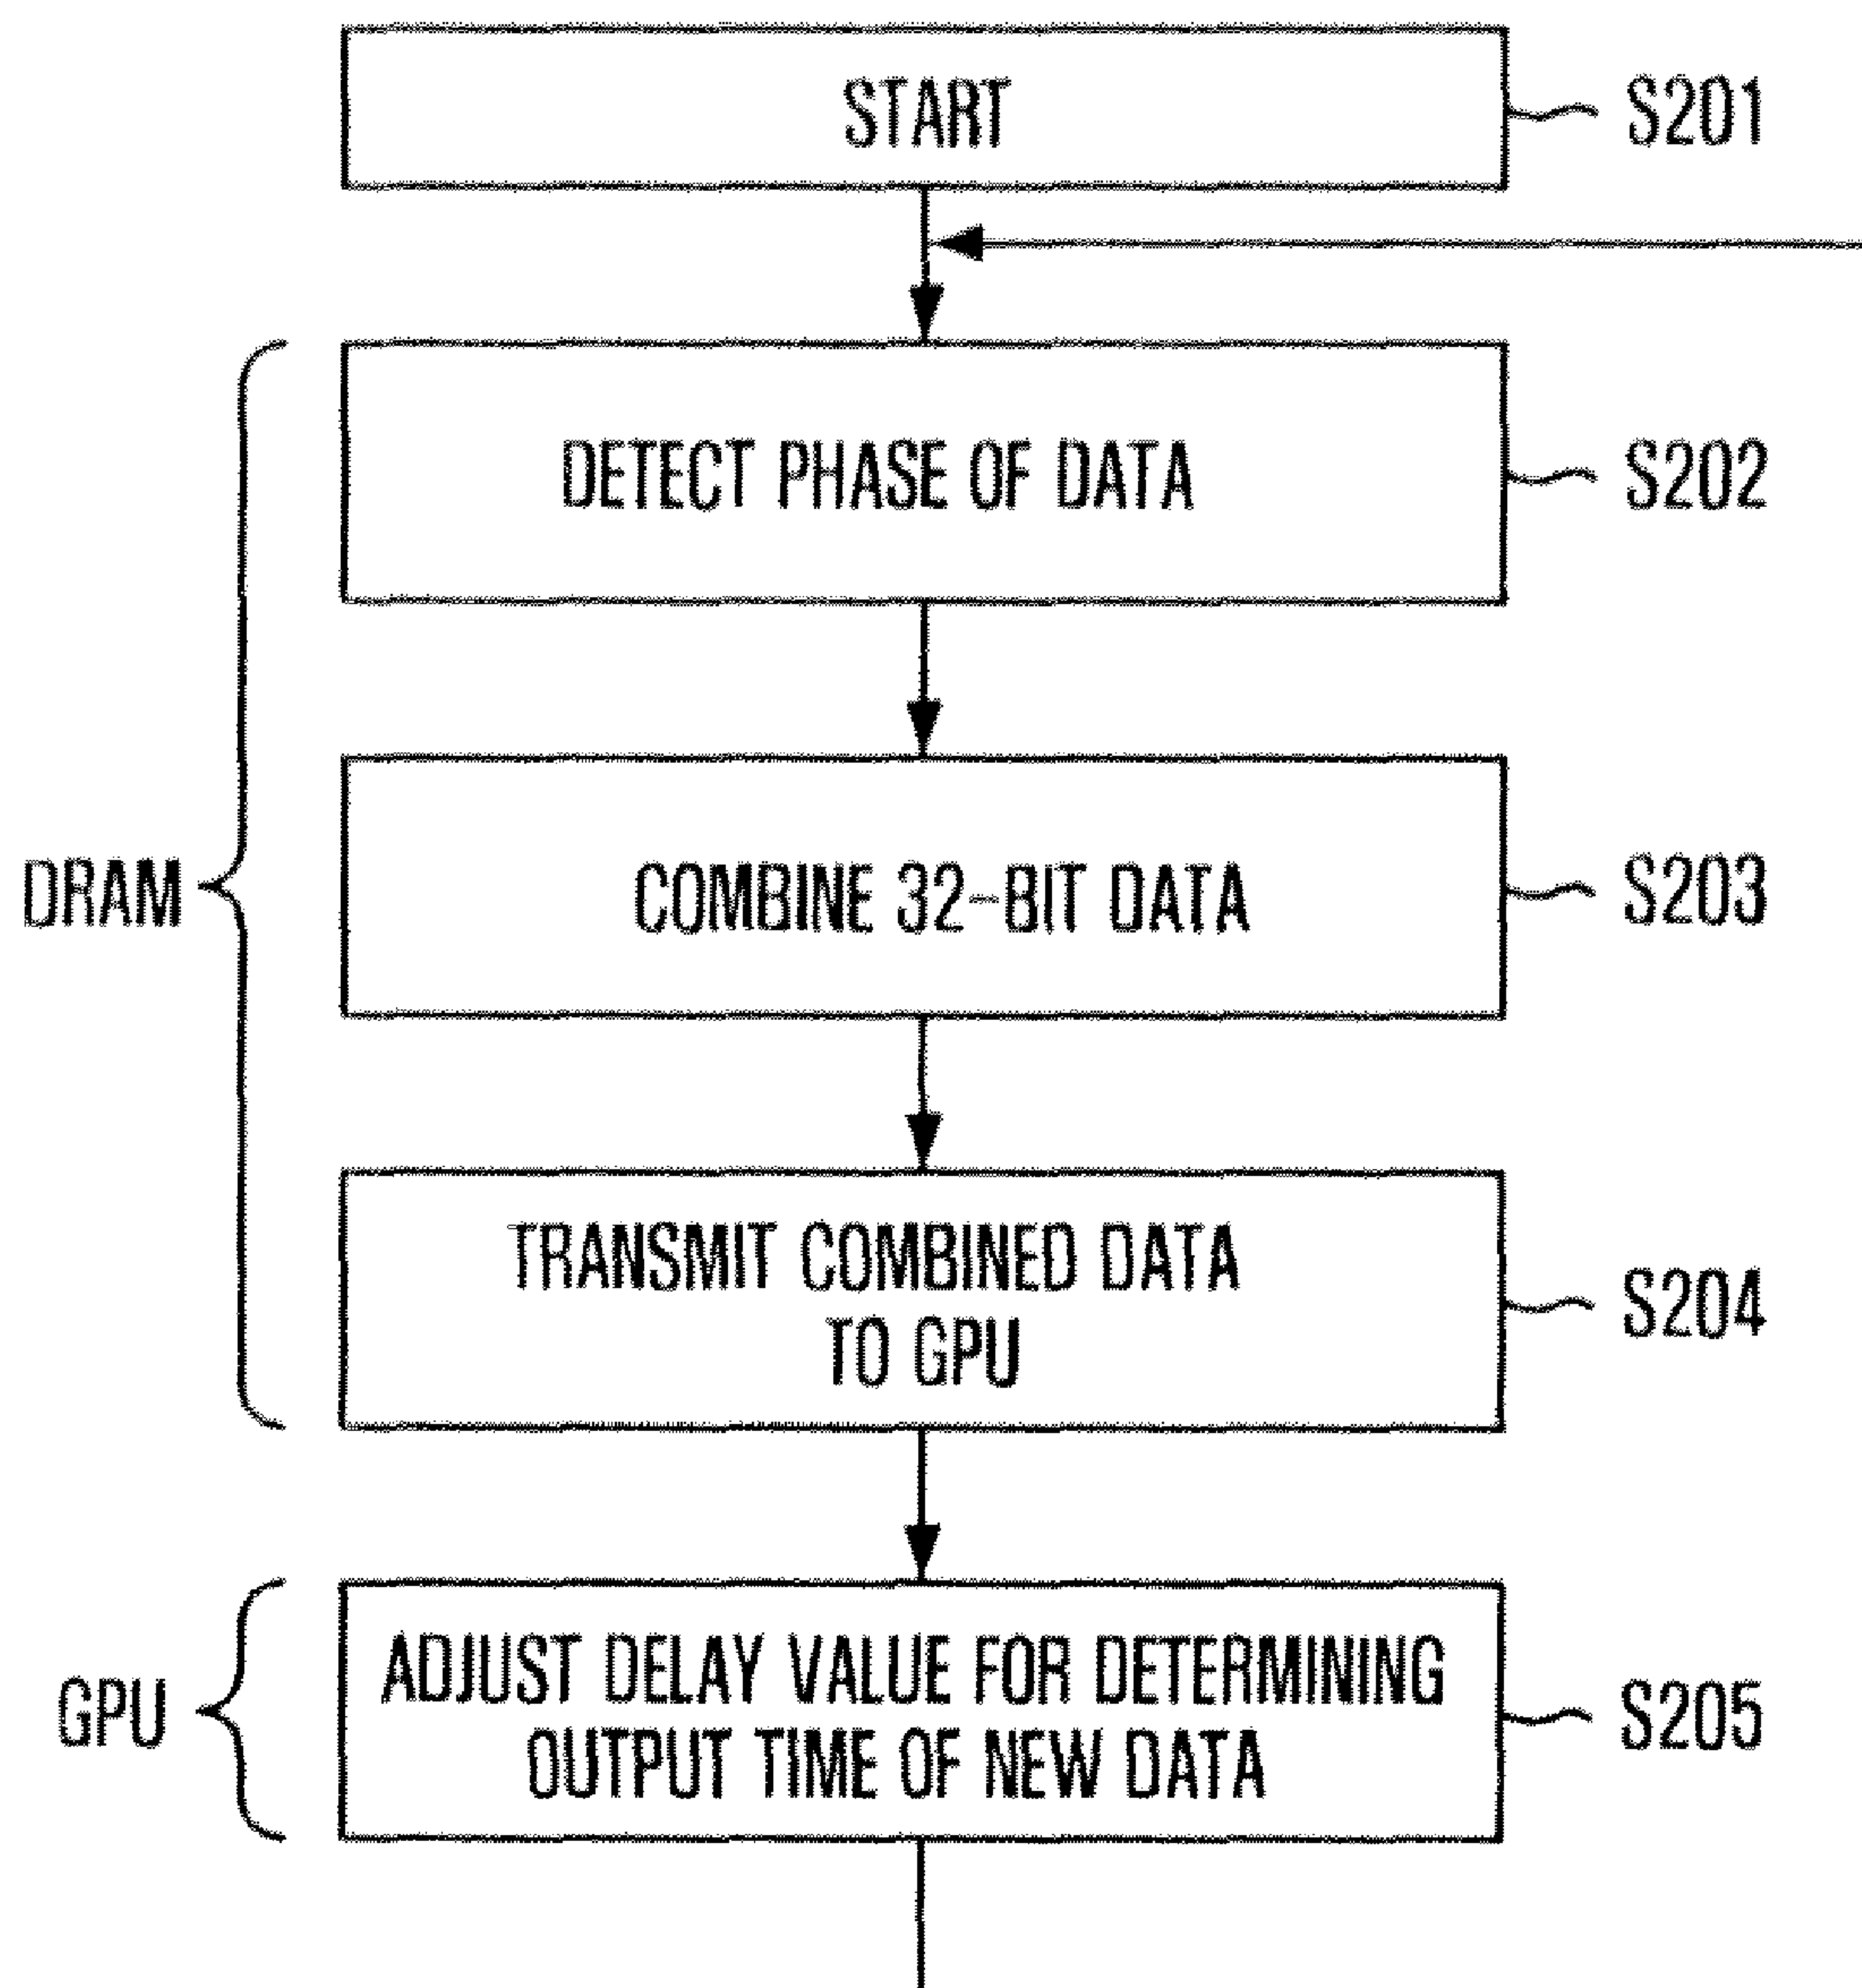 START
S201
DETECT PHASE OF DATA
S202
DRAM
COMBINE 32-BIT DATA
S203
TRANSMIT COMBINED DATA
TO GPU
S204
GPU
ADJUST DELAY VALUE FOR DETERMINING
OUTPUT TIME OF NEW DATA
S205